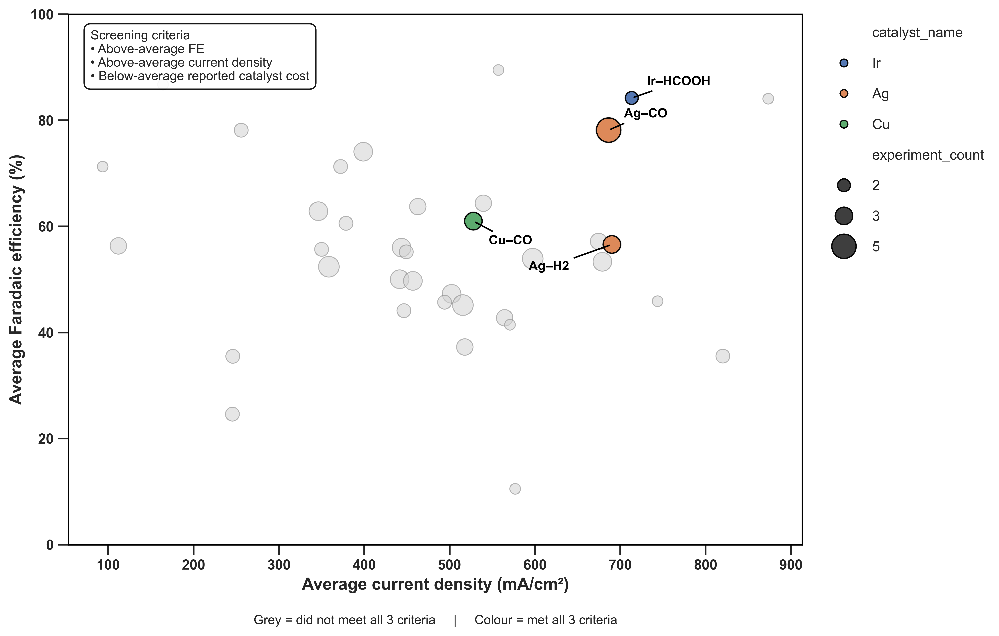 100
80
60
40
20
0
Average Faradaic efficiency (%)
Screening criteria
• Above-average FE
• Above-average current density
• Below-average reported catalyst cost
Ir–HCOOH
Ag–CO
Cu–CO
Ag–H2
100 200 300 400 500 600 700 800 900
Average current density (mA/cm²)
Grey = did not meet all 3 criteria | Colour = met all 3 criteria
catalyst_name
Ir
Ag
Cu
experiment_count
2
3
5